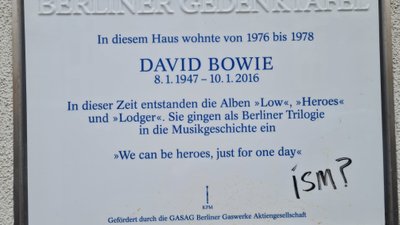 BERLINER GEDENKTAFEL
In diesem Haus wohnte von 1976 bis 1978
DAVID BOWIE
8. 1. 1947 – 10. 1. 2016
In dieser Zeit entstanden die Alben »Low«, »Heroes«
und »Lodger«. Sie gingen als Berliner Trilogie
in die Musikgeschichte ein
»We can be heroes, just for one day«
ism?
KPM
Gefördert durch die GASAG Berliner Gaswerke Aktiengesellschaft